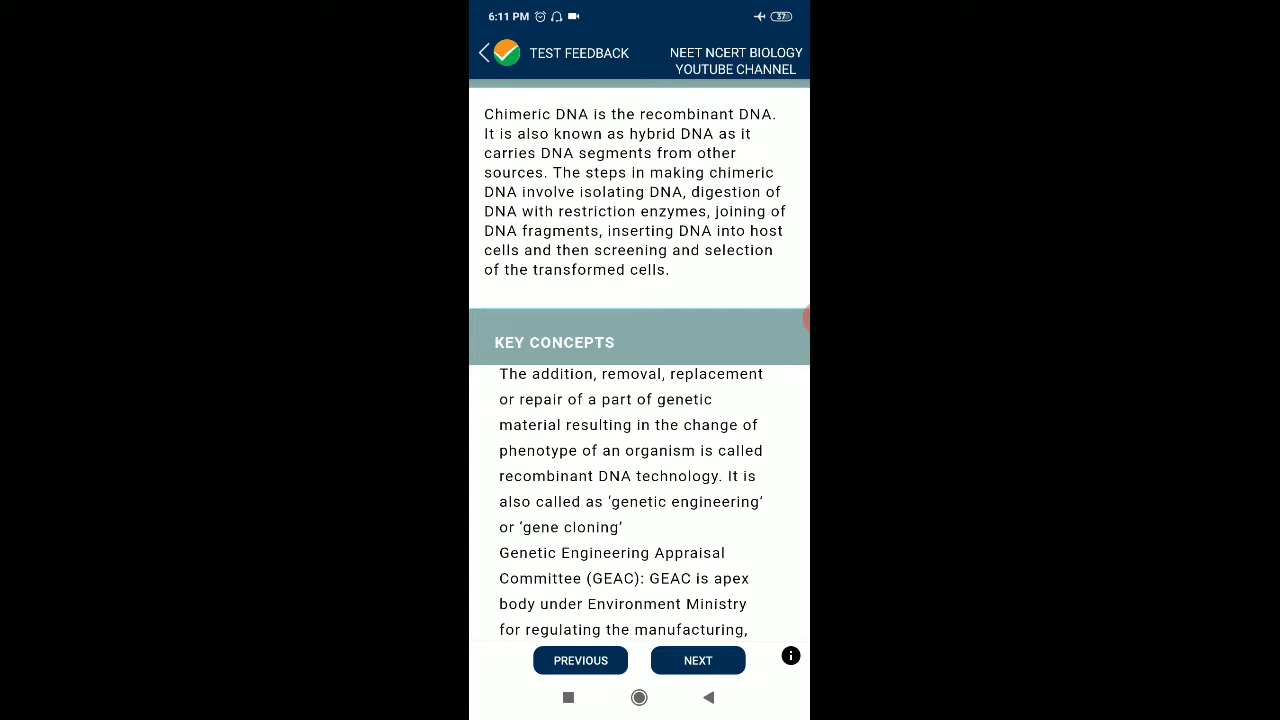 6:11 PM
37
TEST FEEDBACK
NEET NCERT BIOLOGY
YOUTUBE CHANNEL
Chimeric DNA is the recombinant DNA.
It is also known as hybrid DNA as it
carries DNA segments from other
sources. The steps in making chimeric
DNA involve isolating DNA, digestion of
DNA with restriction enzymes, joining of
DNA fragments, inserting DNA into host
cells and then screening and selection
of the transformed cells.
KEY CONCEPTS
The addition, removal, replacement
or repair of a part of genetic
material resulting in the change of
phenotype of an organism is called
recombinant DNA technology. It is
also called as ‘genetic engineering’
or ‘gene cloning’
Genetic Engineering Appraisal
Committee (GEAC): GEAC is apex
body under Environment Ministry
for regulating the manufacturing,
PREVIOUS
NEXT